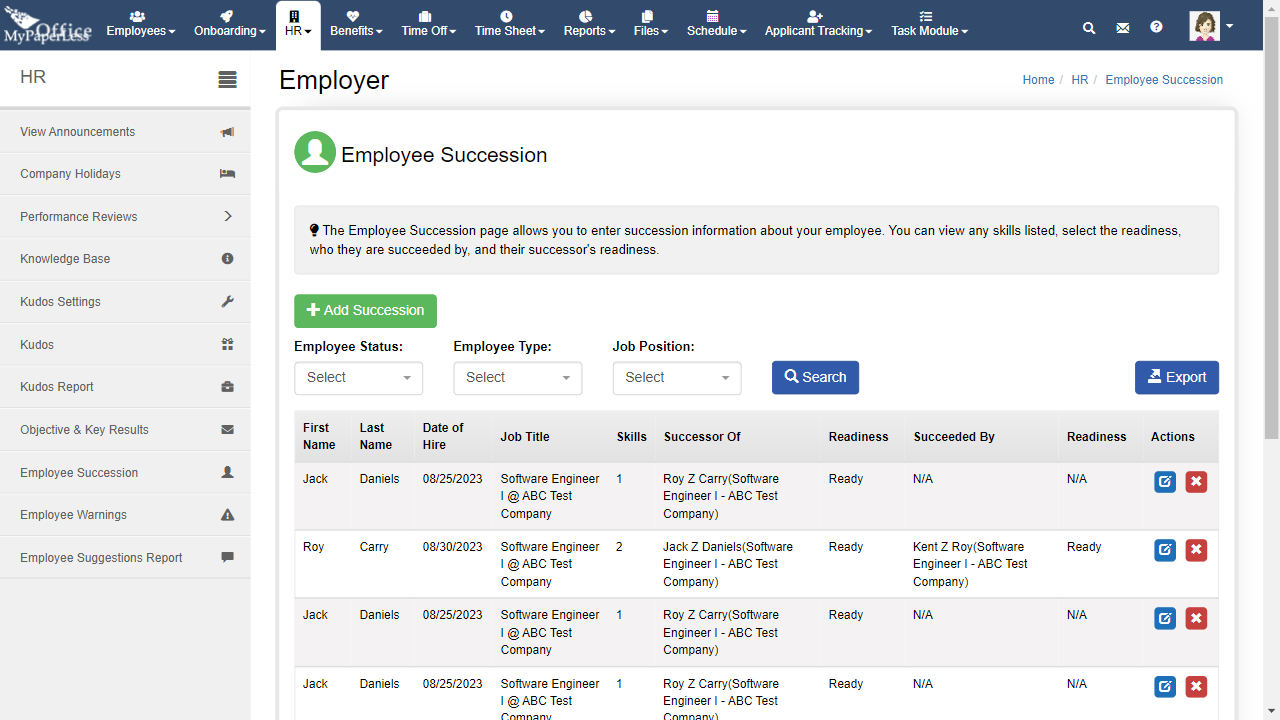 MyPaperLess Office
Employees
Onboarding
HR
Benefits
Time Off
Time Sheet
Reports
Files
Schedule
Applicant Tracking
Task Module
HR
View Announcements
Company Holidays
Performance Reviews
Knowledge Base
Kudos Settings
Kudos
Kudos Report
Objective & Key Results
Employee Succession
Employee Warnings
Employee Suggestions Report
Employer
Home / HR / Employee Succession
Employee Succession
The Employee Succession page allows you to enter succession information about your employee. You can view any skills listed, select the readiness,
who they are succeeded by, and their successor's readiness.
Add Succession
Employee Status: Employee Type: Job Position:
Select Select Select Search Export
First Name Last Name Date of Hire Job Title Skills Successor Of Readiness Succeeded By Readiness Actions
Jack Daniels 08/25/2023 Software Engineer 1 Roy Z Carry(Software Ready N/A N/A
I @ ABC Test Engineer I - ABC Test
Company Company)
Roy Carry 08/30/2023 Software Engineer 2 Jack Z Daniels(Software Ready Kent Z Roy(Software Ready
I @ ABC Test Engineer I - ABC Test Engineer I - ABC Test
Company Company) Company)
Jack Daniels 08/25/2023 Software Engineer 1 Roy Z Carry(Software Ready N/A N/A
I @ ABC Test Engineer I - ABC Test
Company Company)
Jack Daniels 08/25/2023 Software Engineer 1 Roy Z Carry(Software Ready N/A N/A
I @ ABC Test Engineer I - ABC Test
Company Company)